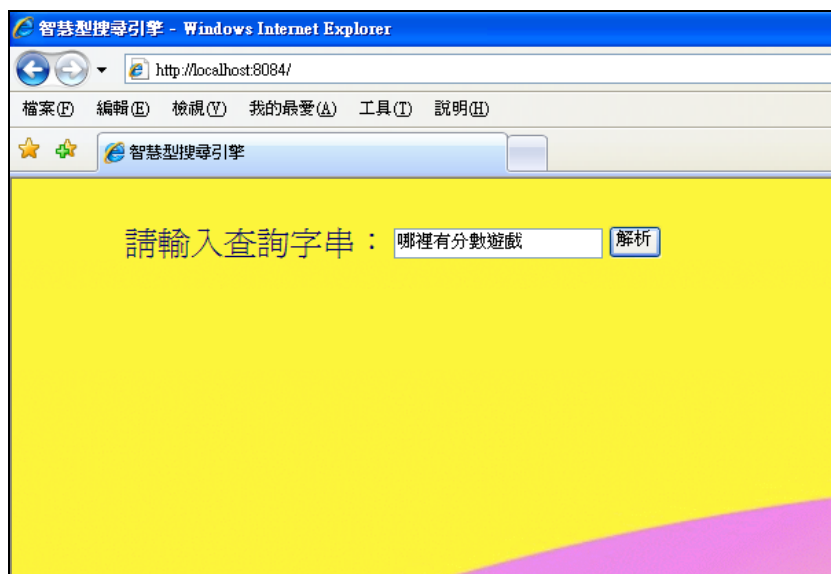 智慧型搜尋引擎 - Windows Internet Explorer
http://localhost:8084/
檔案(F) 編輯(E) 檢視(V) 我的最愛(A) 工具(T) 說明(H)
智慧型搜尋引擎
請輸入查詢字串： 哪裡有分數遊戲 解析